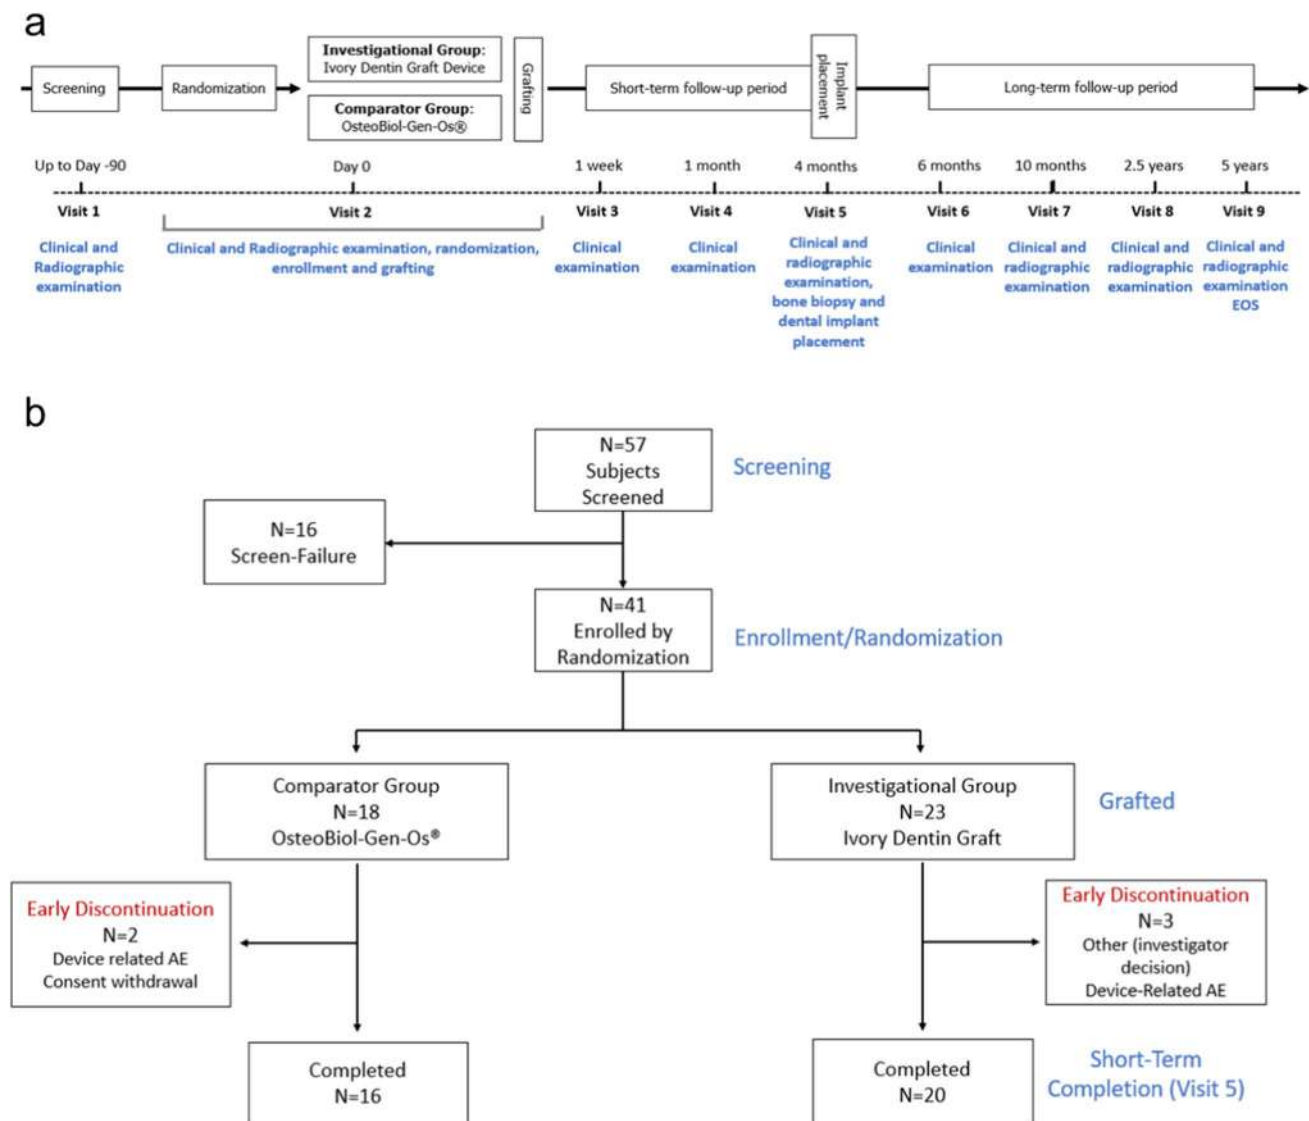 a
Screening
Randomization
Investigational Group:
Ivory Dentin Graft Device
Comparator Group:
OsteoBiol-Gen-Os®
Grafting
Short-term follow-up period
Implant
placement
Long-term follow-up period
Up to Day -90
Day 0
1 week
1 month
4 months
6 months
10 months
2.5 years
5 years
Visit 1
Visit 2
Visit 3
Visit 4
Visit 5
Visit 6
Visit 7
Visit 8
Visit 9
Clinical and
Radiographic
examination
Clinical and Radiographic examination, randomization,
enrollment and grafting
Clinical
examination
Clinical
examination
Clinical and
radiographic
examination,
bone biopsy and
dental implant
placement
Clinical
examination
Clinical and
radiographic
examination
Clinical and
radiographic
examination
Clinical and
radiographic
examination
EOS
b
N=57
Subjects
Screened
Screening
N=16
Screen-Failure
N=41
Enrolled by
Randomization
Enrollment/Randomization
Comparator Group
N=18
OsteoBiol-Gen-Os®
Investigational Group
N=23
Ivory Dentin Graft
Grafted
Early Discontinuation
N=2
Device related AE
Consent withdrawal
Early Discontinuation
N=3
Other (investigator
decision)
Device-Related AE
Completed
N=16
Completed
N=20
Short-Term
Completion (Visit 5)